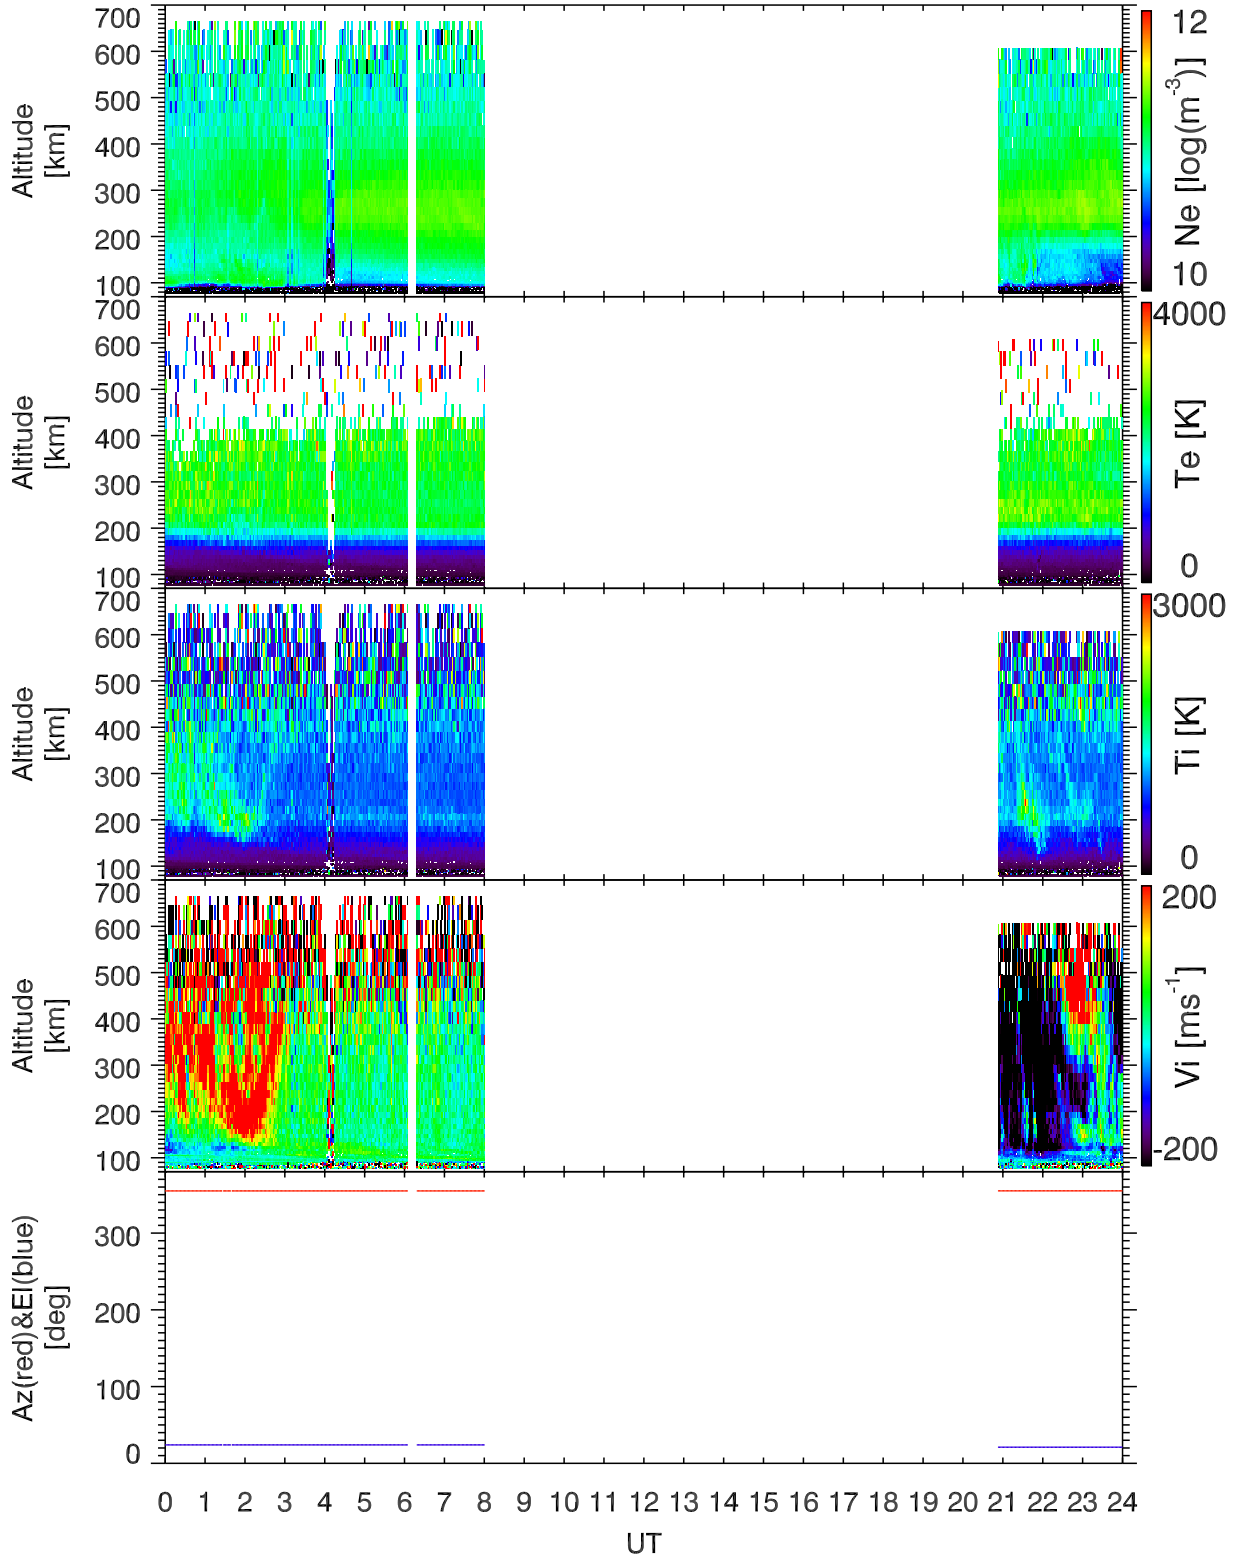 700
600
500
400
300
200
100
Altitude
[km]
12
10
Ne [log(m⁻³)]
700
600
500
400
300
200
100
Altitude
[km]
4000
0
Te [K]
700
600
500
400
300
200
100
Altitude
[km]
3000
0
Ti [K]
700
600
500
400
300
200
100
Altitude
[km]
200
-200
Vi [ms⁻¹]
300
200
100
0
Az(red)&El(blue)
[deg]
0 1 2 3 4 5 6 7 8 9 10 11 12 13 14 15 16 17 18 19 20 21 22 23 24
UT